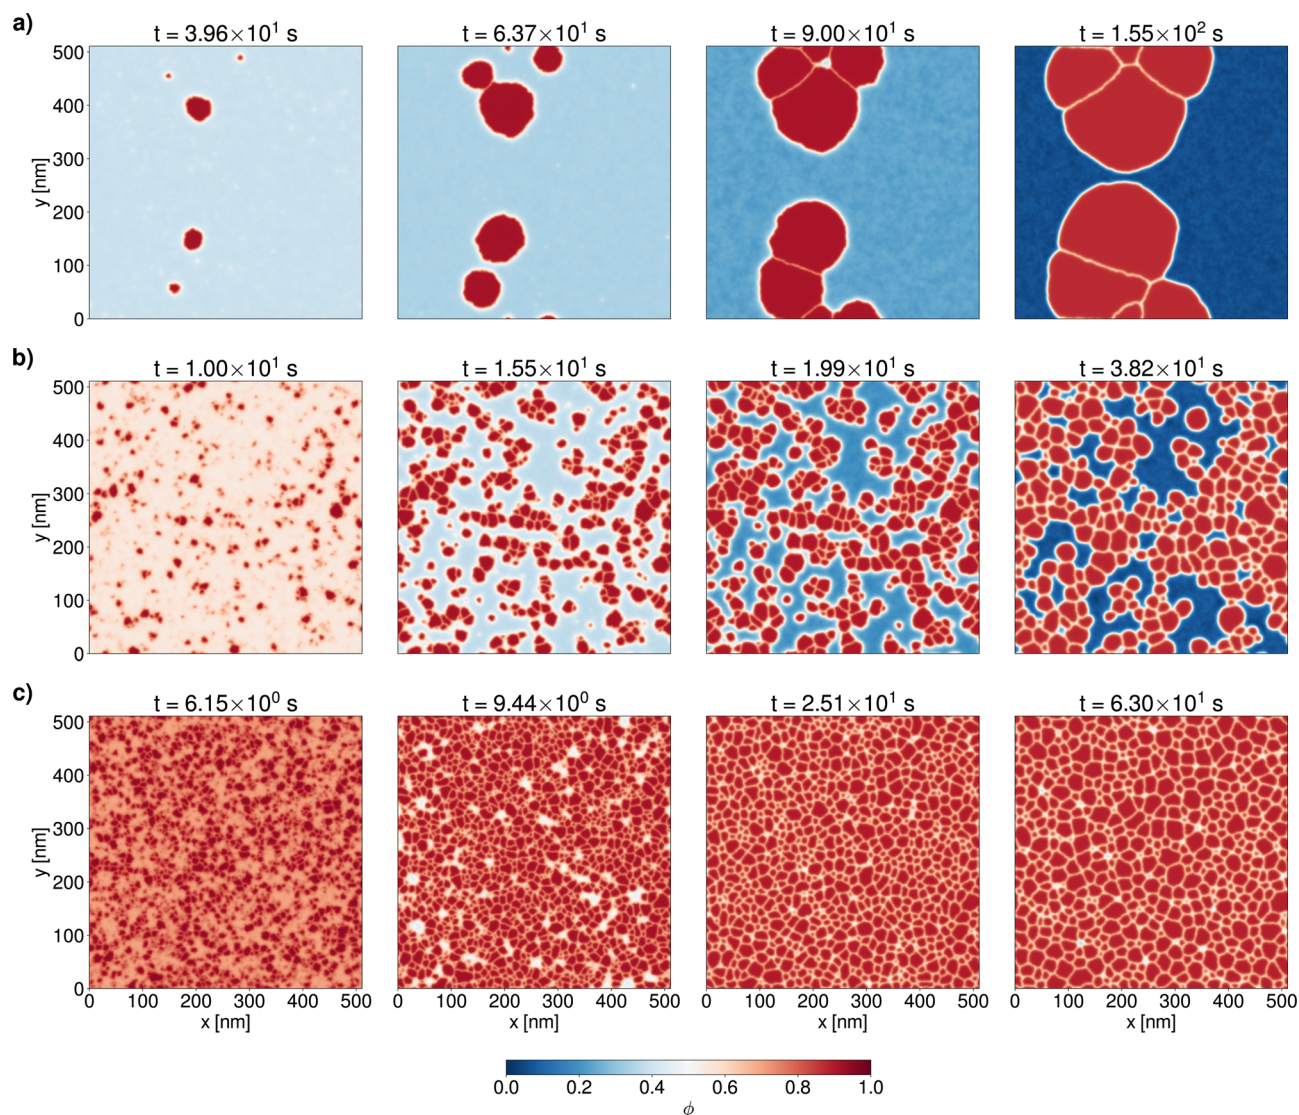 a)
t = 3.96×10¹ s
t = 6.37×10¹ s
t = 9.00×10¹ s
t = 1.55×10² s
y [nm]
500
400
300
200
100
0
b)
t = 1.00×10¹ s
t = 1.55×10¹ s
t = 1.99×10¹ s
t = 3.82×10¹ s
y [nm]
500
400
300
200
100
0
c)
t = 6.15×10⁰ s
t = 9.44×10⁰ s
t = 2.51×10¹ s
t = 6.30×10¹ s
y [nm]
500
400
300
200
100
0
0 100 200 300 400 500
0 100 200 300 400 500
0 100 200 300 400 500
0 100 200 300 400 500
x [nm]
x [nm]
x [nm]
x [nm]
0.0 0.2 0.4 0.6 0.8 1.0
ϕ